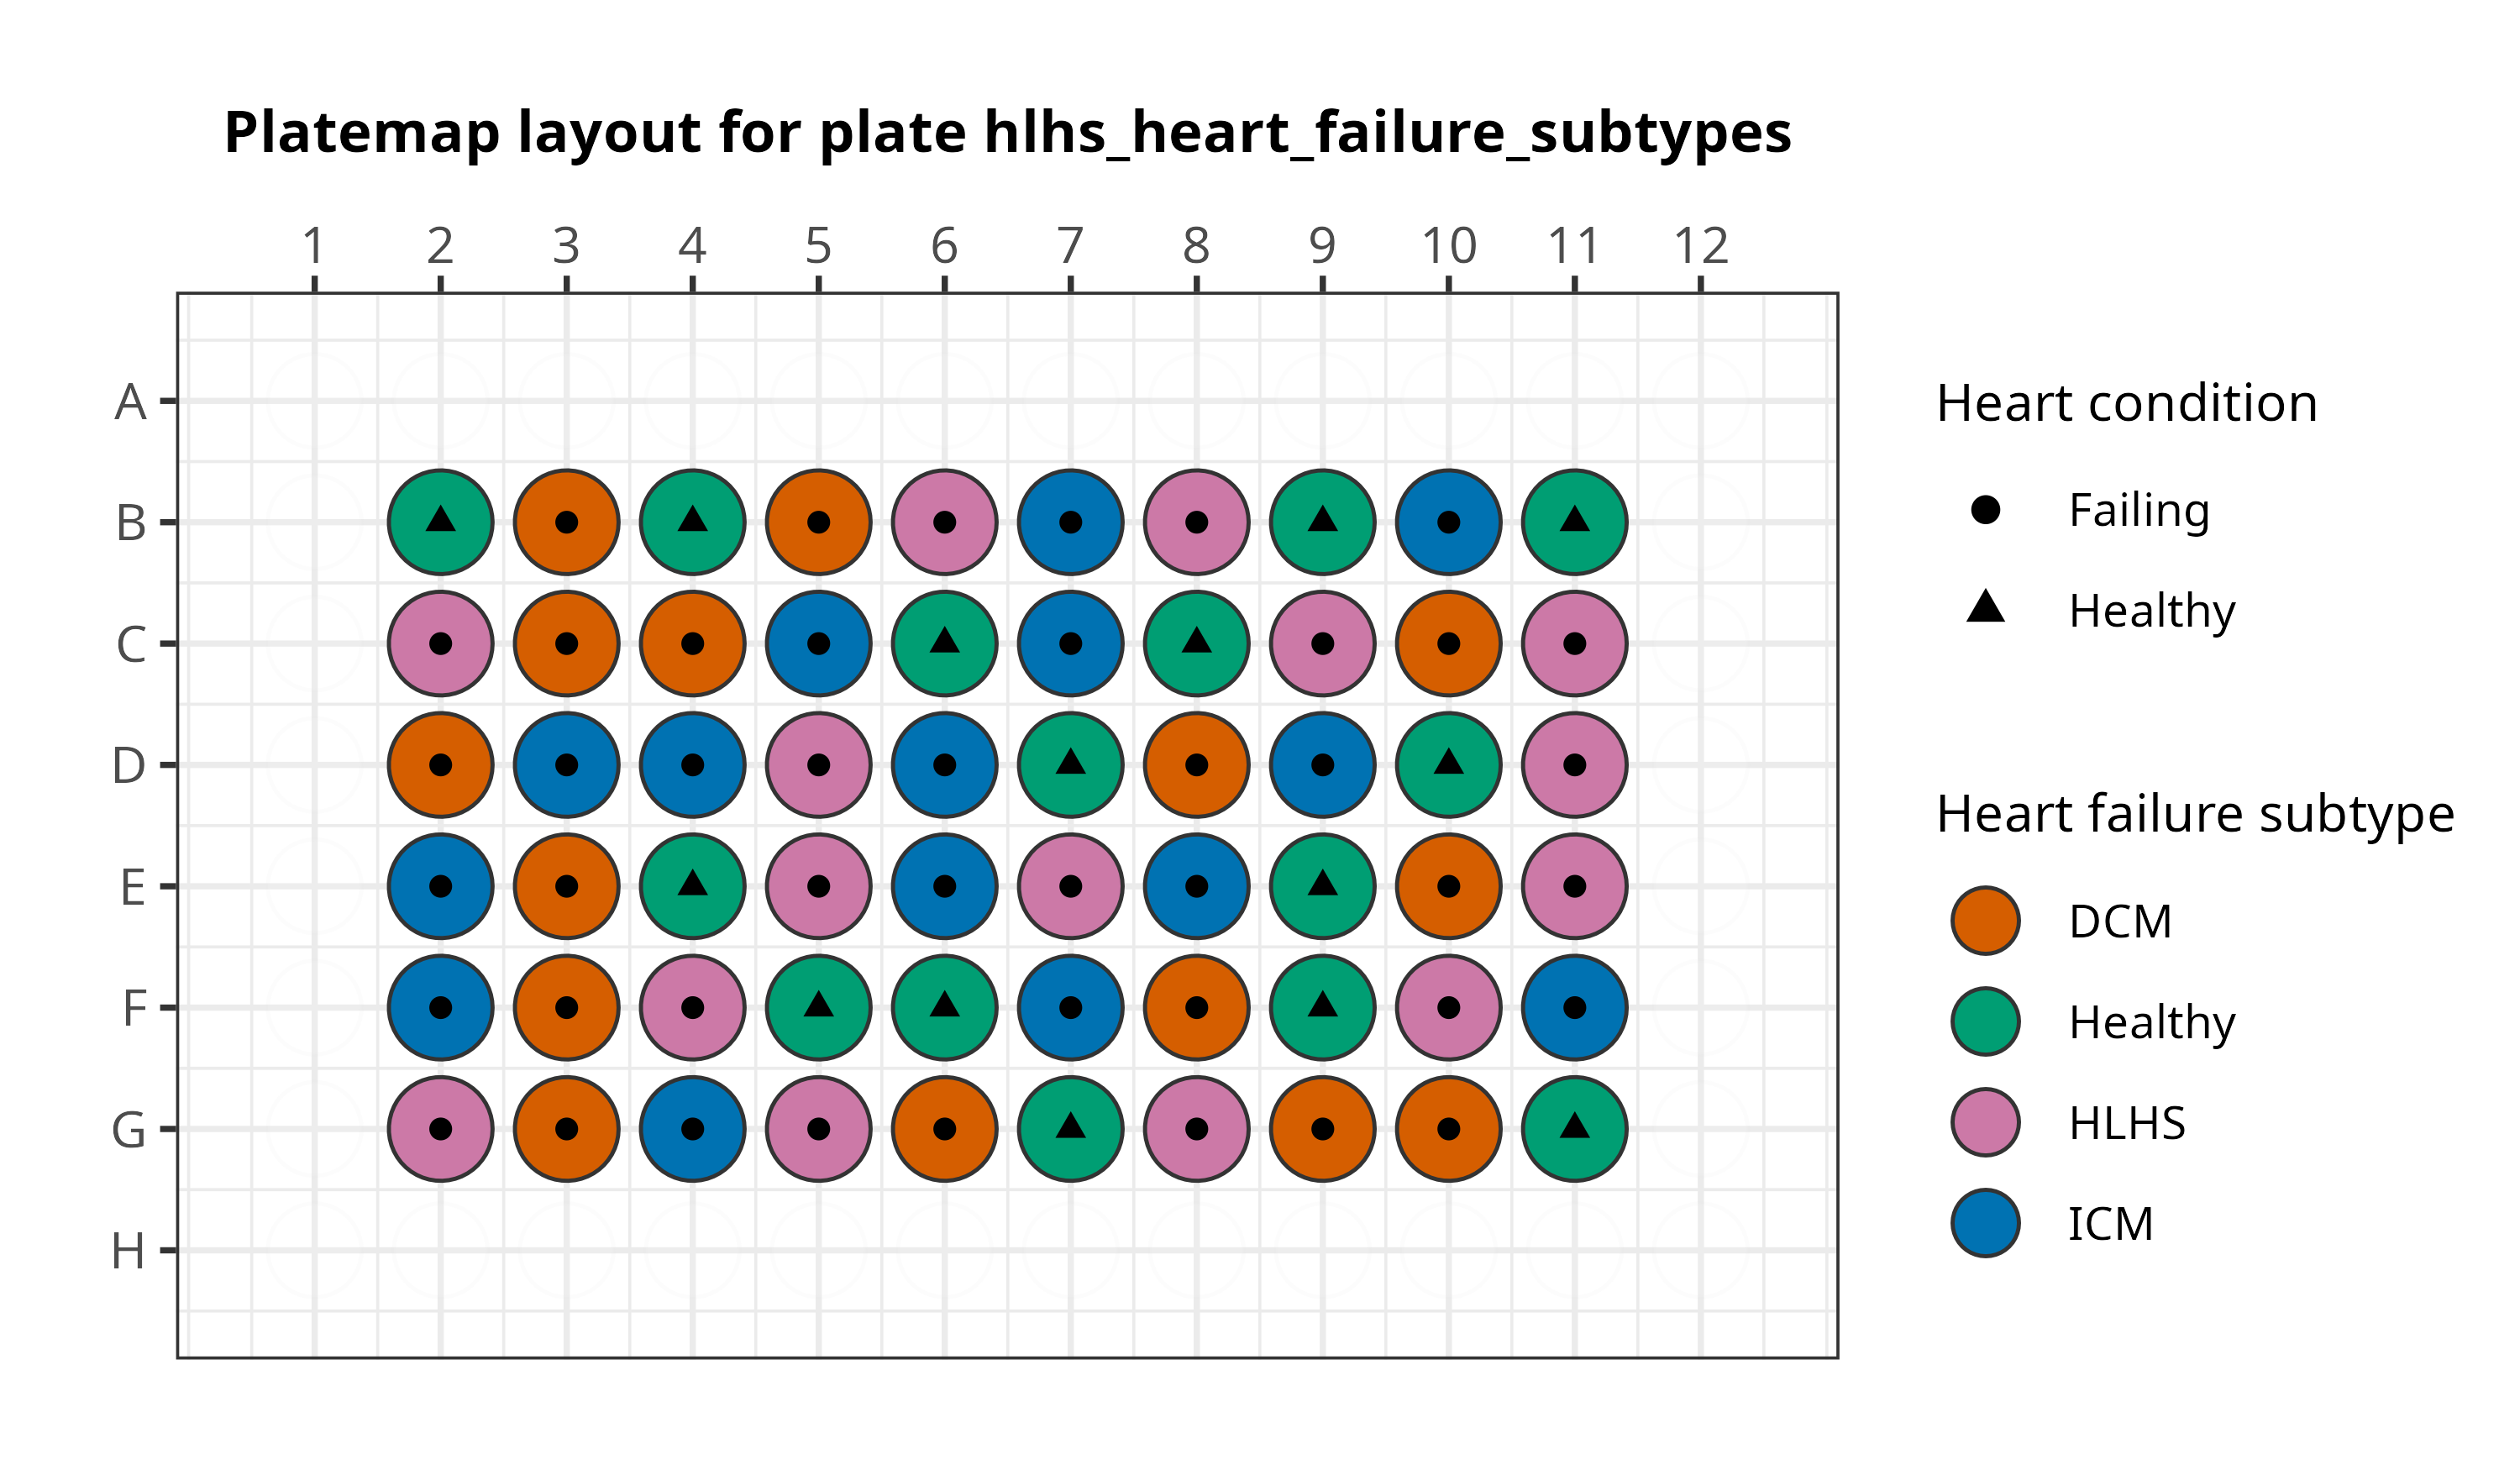 Platemap layout for plate hlhs_heart_failure_subtypes
1 2 3 4 5 6 7 8 9 10 11 12
A
B
C
D
E
F
G
H
Heart condition
Failing
Healthy
Heart failure subtype
DCM
Healthy
HLHS
ICM